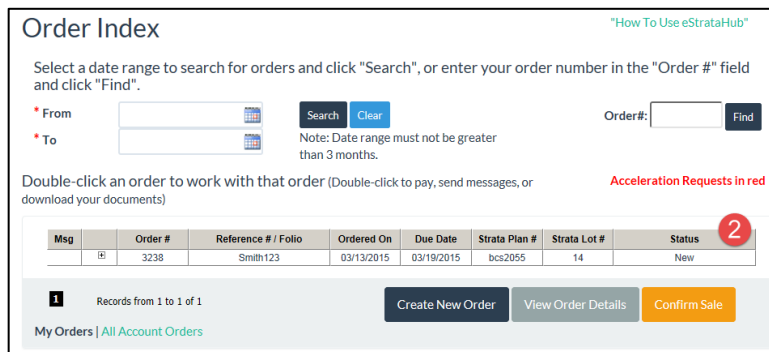 Order Index
"How To Use eStrataHub"
Select a date range to search for orders and click "Search", or enter your order number in the "Order #" field
and click "Find".
* From Search Clear Order#: Find
* To Note: Date range must not be greater
than 3 months.
Double-click an order to work with that order (Double-click to pay, send messages, or
download your documents)
Acceleration Requests in red
2
Msg Order # Reference # / Folio Ordered On Due Date Strata Plan # Strata Lot # Status
3238 Smith123 03/13/2015 03/19/2015 bcs2055 14 New
1 Records from 1 to 1 of 1 Create New Order View Order Details Confirm Sale
My Orders | All Account Orders